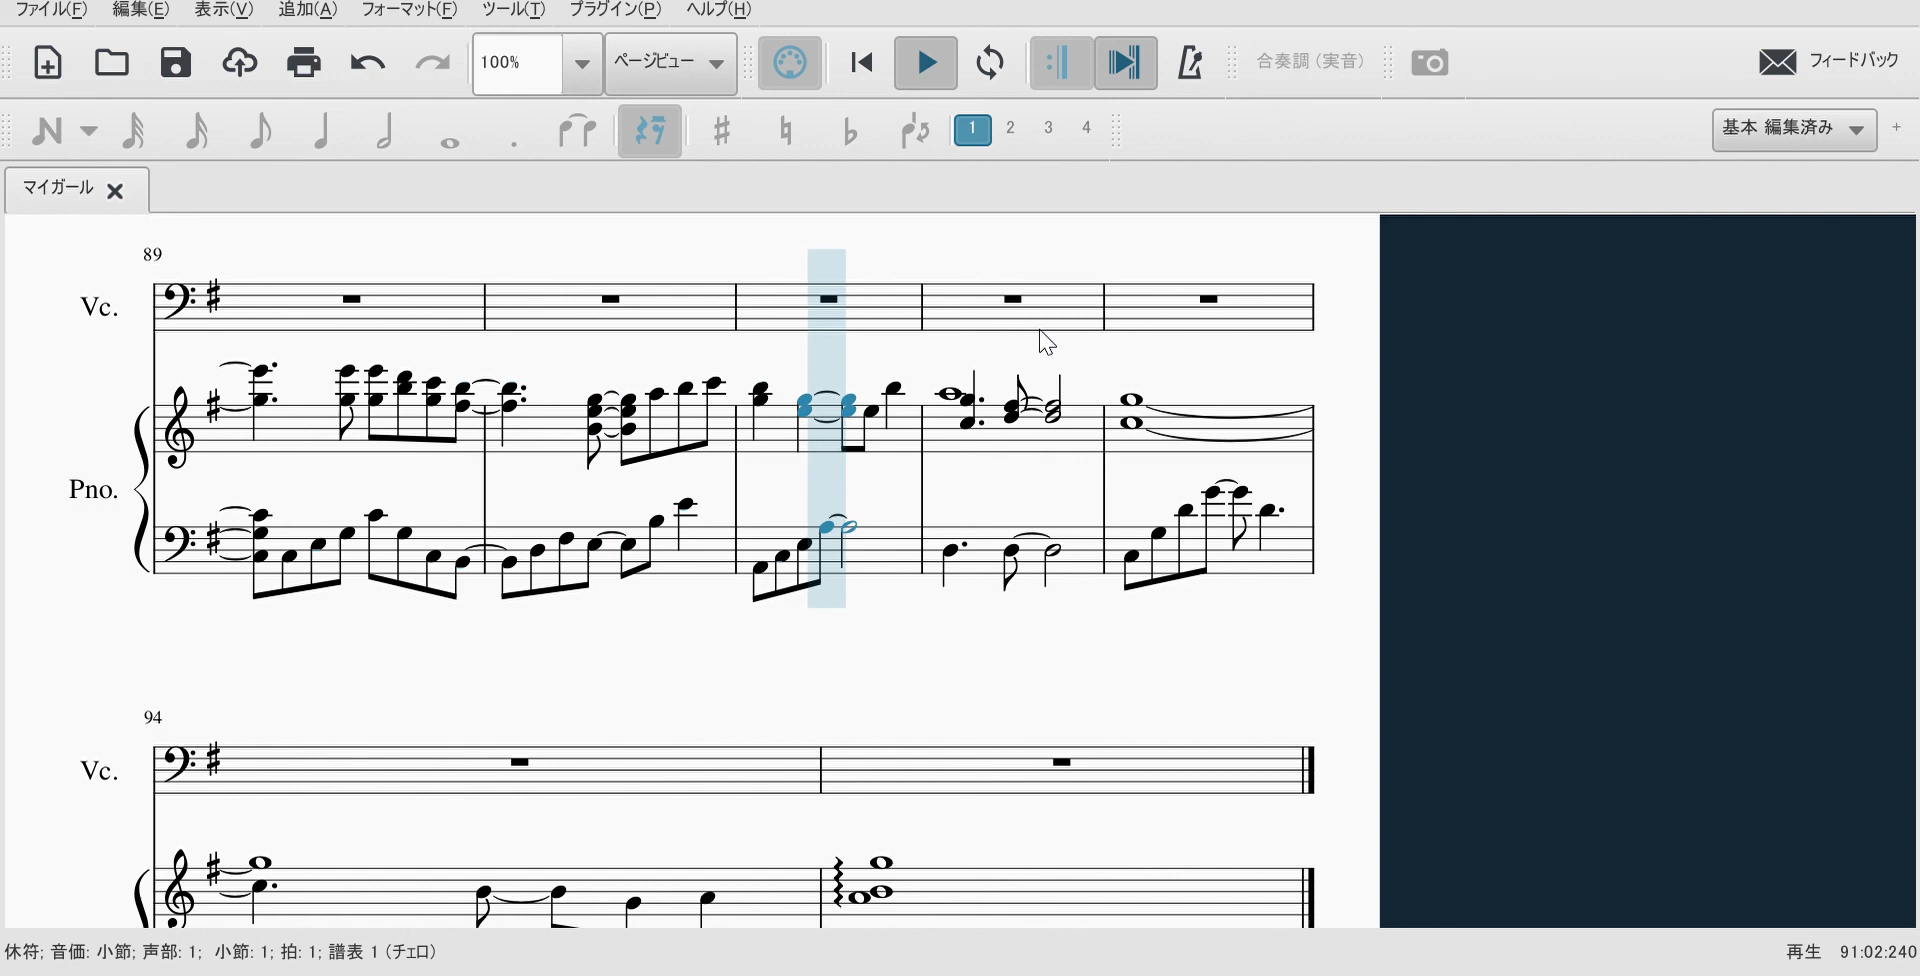 ファイル(F) 編集(E) 表示(V) 追加(A) フォーマット(F) ツール(T) プラグイン(P) ヘルプ(H)
100% ページビュー 合奏調 (実音) フィードバック
1 2 3 4 基本 編集済み +
マイガール
89
Vc.
Pno.
94
Vc.
休符; 音価: 小節; 声部: 1; 小節: 1; 拍: 1; 譜表 1 (チェロ) 再生 91:02:240